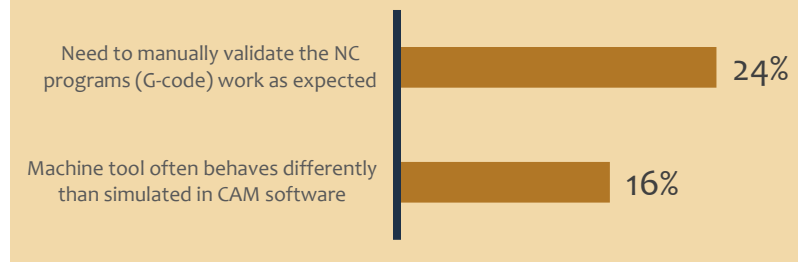 Need to manually validate the NC
programs (G-code) work as expected
24%
Machine tool often behaves differently
than simulated in CAM software
16%